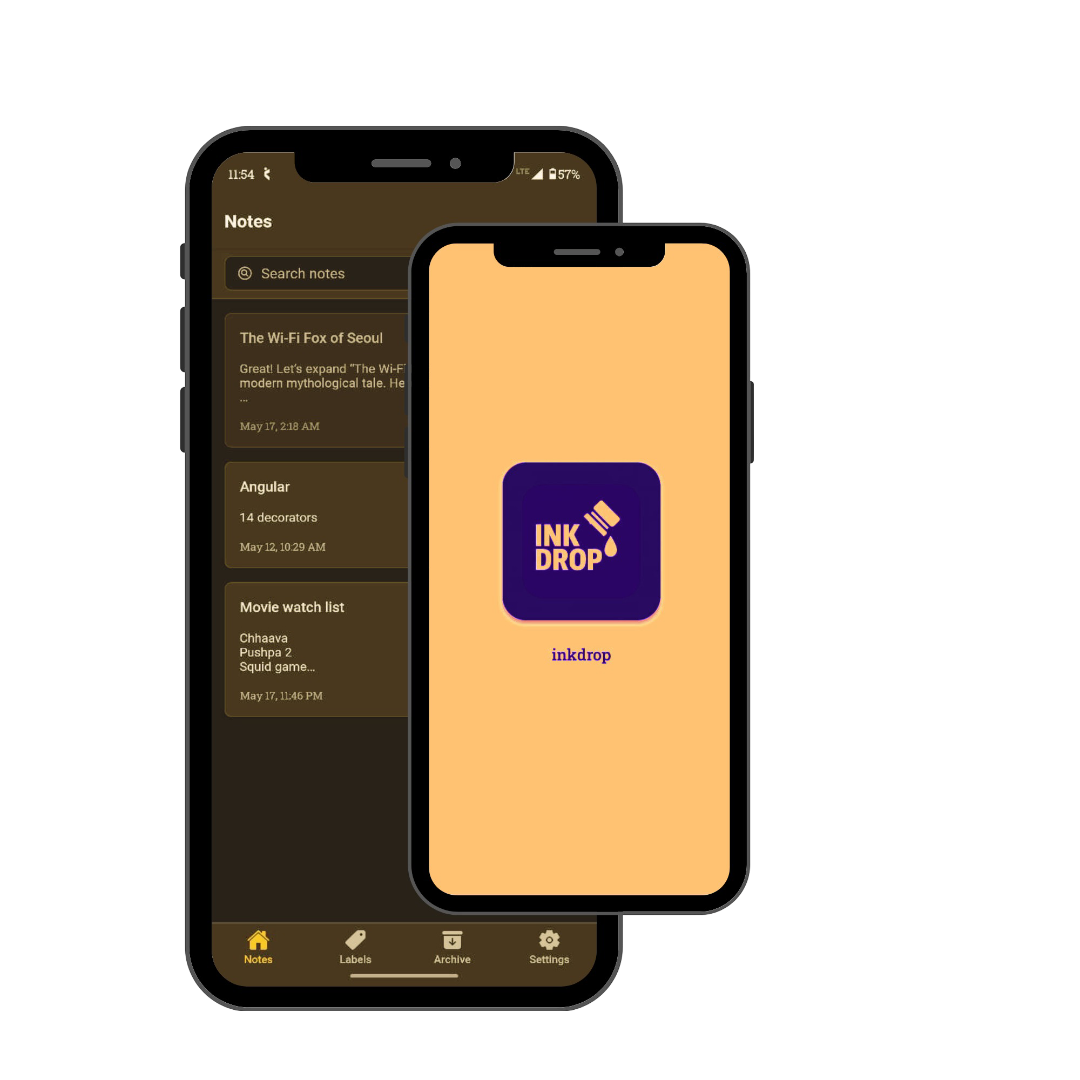 11:54
LTE 57%
Notes
Search notes
The Wi-Fi Fox of Seoul
Great! Let's expand "The Wi-Fi
modern mythological tale. He
...
May 17, 2:18 AM
Angular
14 decorators
May 12, 10:29 AM
Movie watch list
Chhaava
Pushpa 2
Squid game...
May 17, 11:46 PM
Notes
Labels
Archive
Settings
INK
DROP
inkdrop